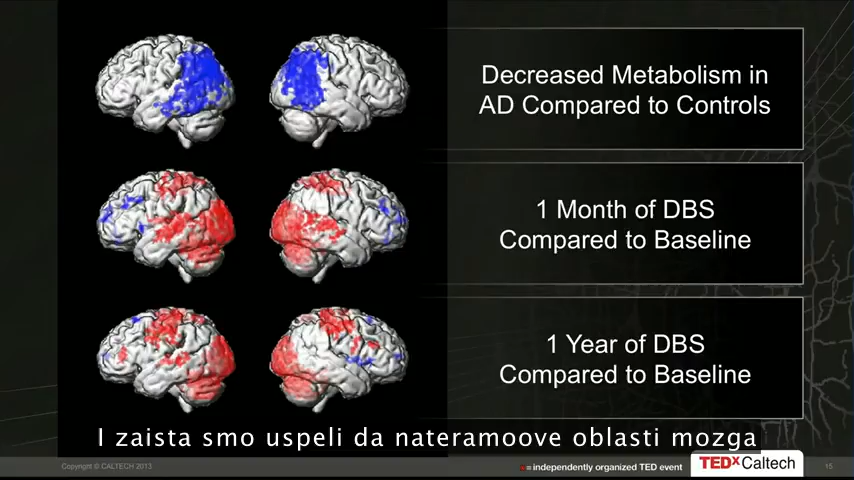 Decreased Metabolism in
AD Compared to Controls
1 Month of DBS
Compared to Baseline
1 Year of DBS
Compared to Baseline
I zaista smo uspeli da nateramoove oblasti mozga
Copyright © CALTECH 2013
x = independently organized TED event
TEDxCaltech
15